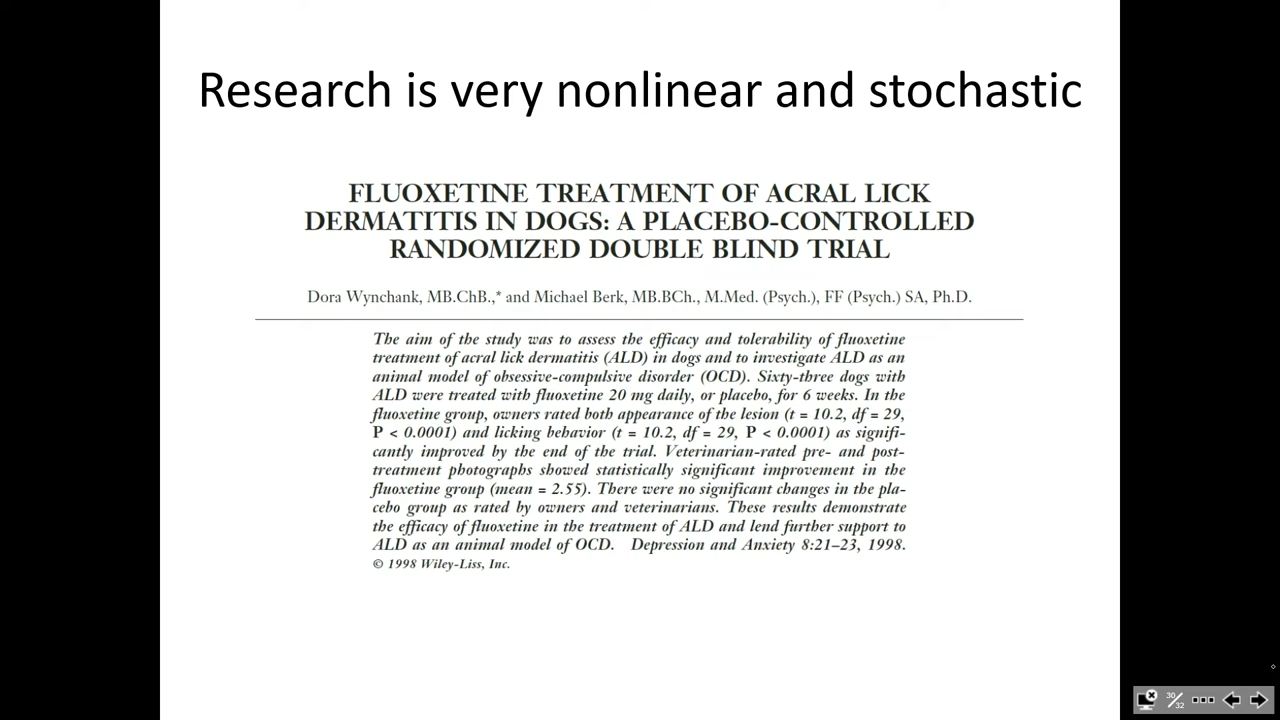 Research is very nonlinear and stochastic
FLUOXETINE TREATMENT OF ACRAL LICK
DERMATITIS IN DOGS: A PLACEBO-CONTROLLED
RANDOMIZED DOUBLE BLIND TRIAL
Dora Wynchank, MB.ChB.,* and Michael Berk, MB.BCh., M.Med. (Psych.), FF (Psych.) SA, Ph.D.
The aim of the study was to assess the efficacy and tolerability of fluoxetine
treatment of acral lick dermatitis (ALD) in dogs and to investigate ALD as an
animal model of obsessive-compulsive disorder (OCD). Sixty-three dogs with
ALD were treated with fluoxetine 20 mg daily, or placebo, for 6 weeks. In the
fluoxetine group, owners rated both appearance of the lesion (t = 10.2, df = 29,
P < 0.0001) and licking behavior (t = 10.2, df = 29, P < 0.0001) as signifi-
cantly improved by the end of the trial. Veterinarian-rated pre- and post-
treatment photographs showed statistically significant improvement in the
fluoxetine group (mean = 2.55). There were no significant changes in the pla-
cebo group as rated by owners and veterinarians. These results demonstrate
the efficacy of fluoxetine in the treatment of ALD and lend further support to
ALD as an animal model of OCD. Depression and Anxiety 8:21–23, 1998.
© 1998 Wiley-Liss, Inc.
30/32